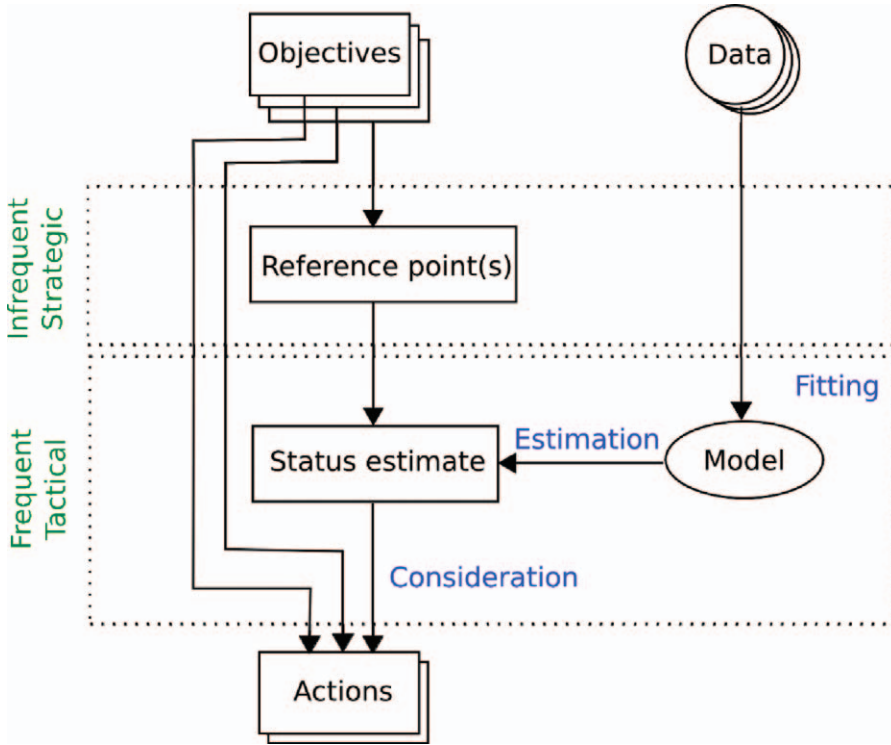 Objectives
Data
Infrequent
Strategic
Reference point(s)
Fitting
Frequent
Tactical
Estimation
Status estimate
Model
Consideration
Actions